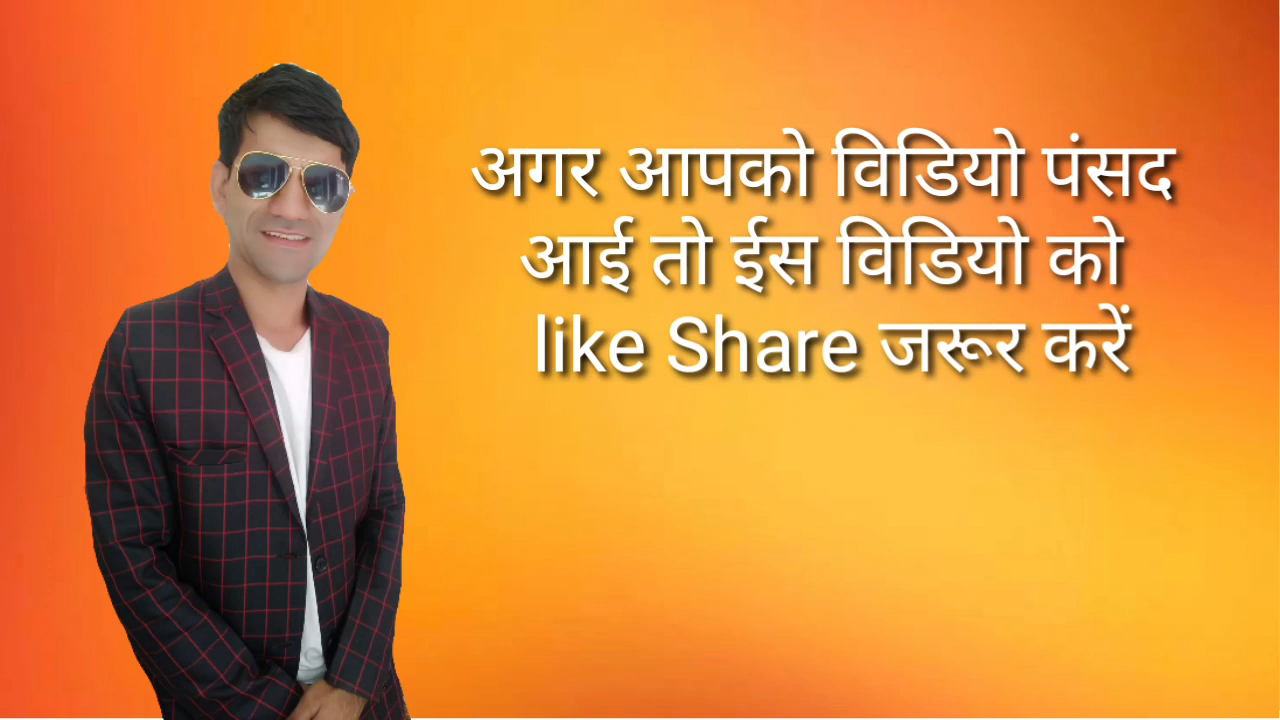 अगर आपको विडियो पंसद
आई तो ईस विडियो को
like Share जरूर करें